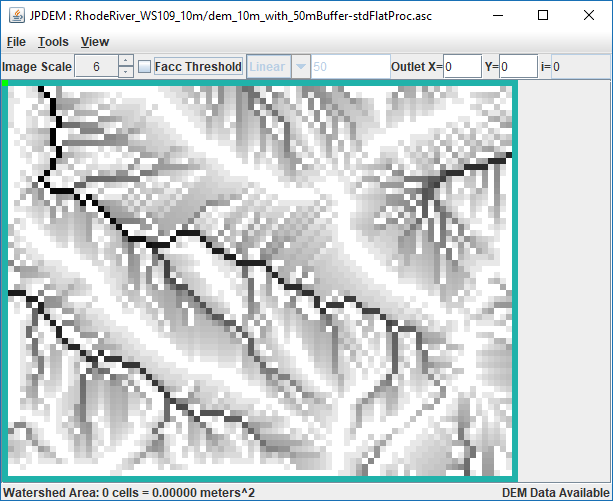 JPDEM : RhodeRiver_WS109_10m/dem_10m_with_50mBuffer-stdFlatProc.asc
File Tools View
Image Scale 6 Facc Threshold Linear 50 Outlet X= 0 Y= 0 i= 0
Watershed Area: 0 cells = 0.00000 meters^2 DEM Data Available